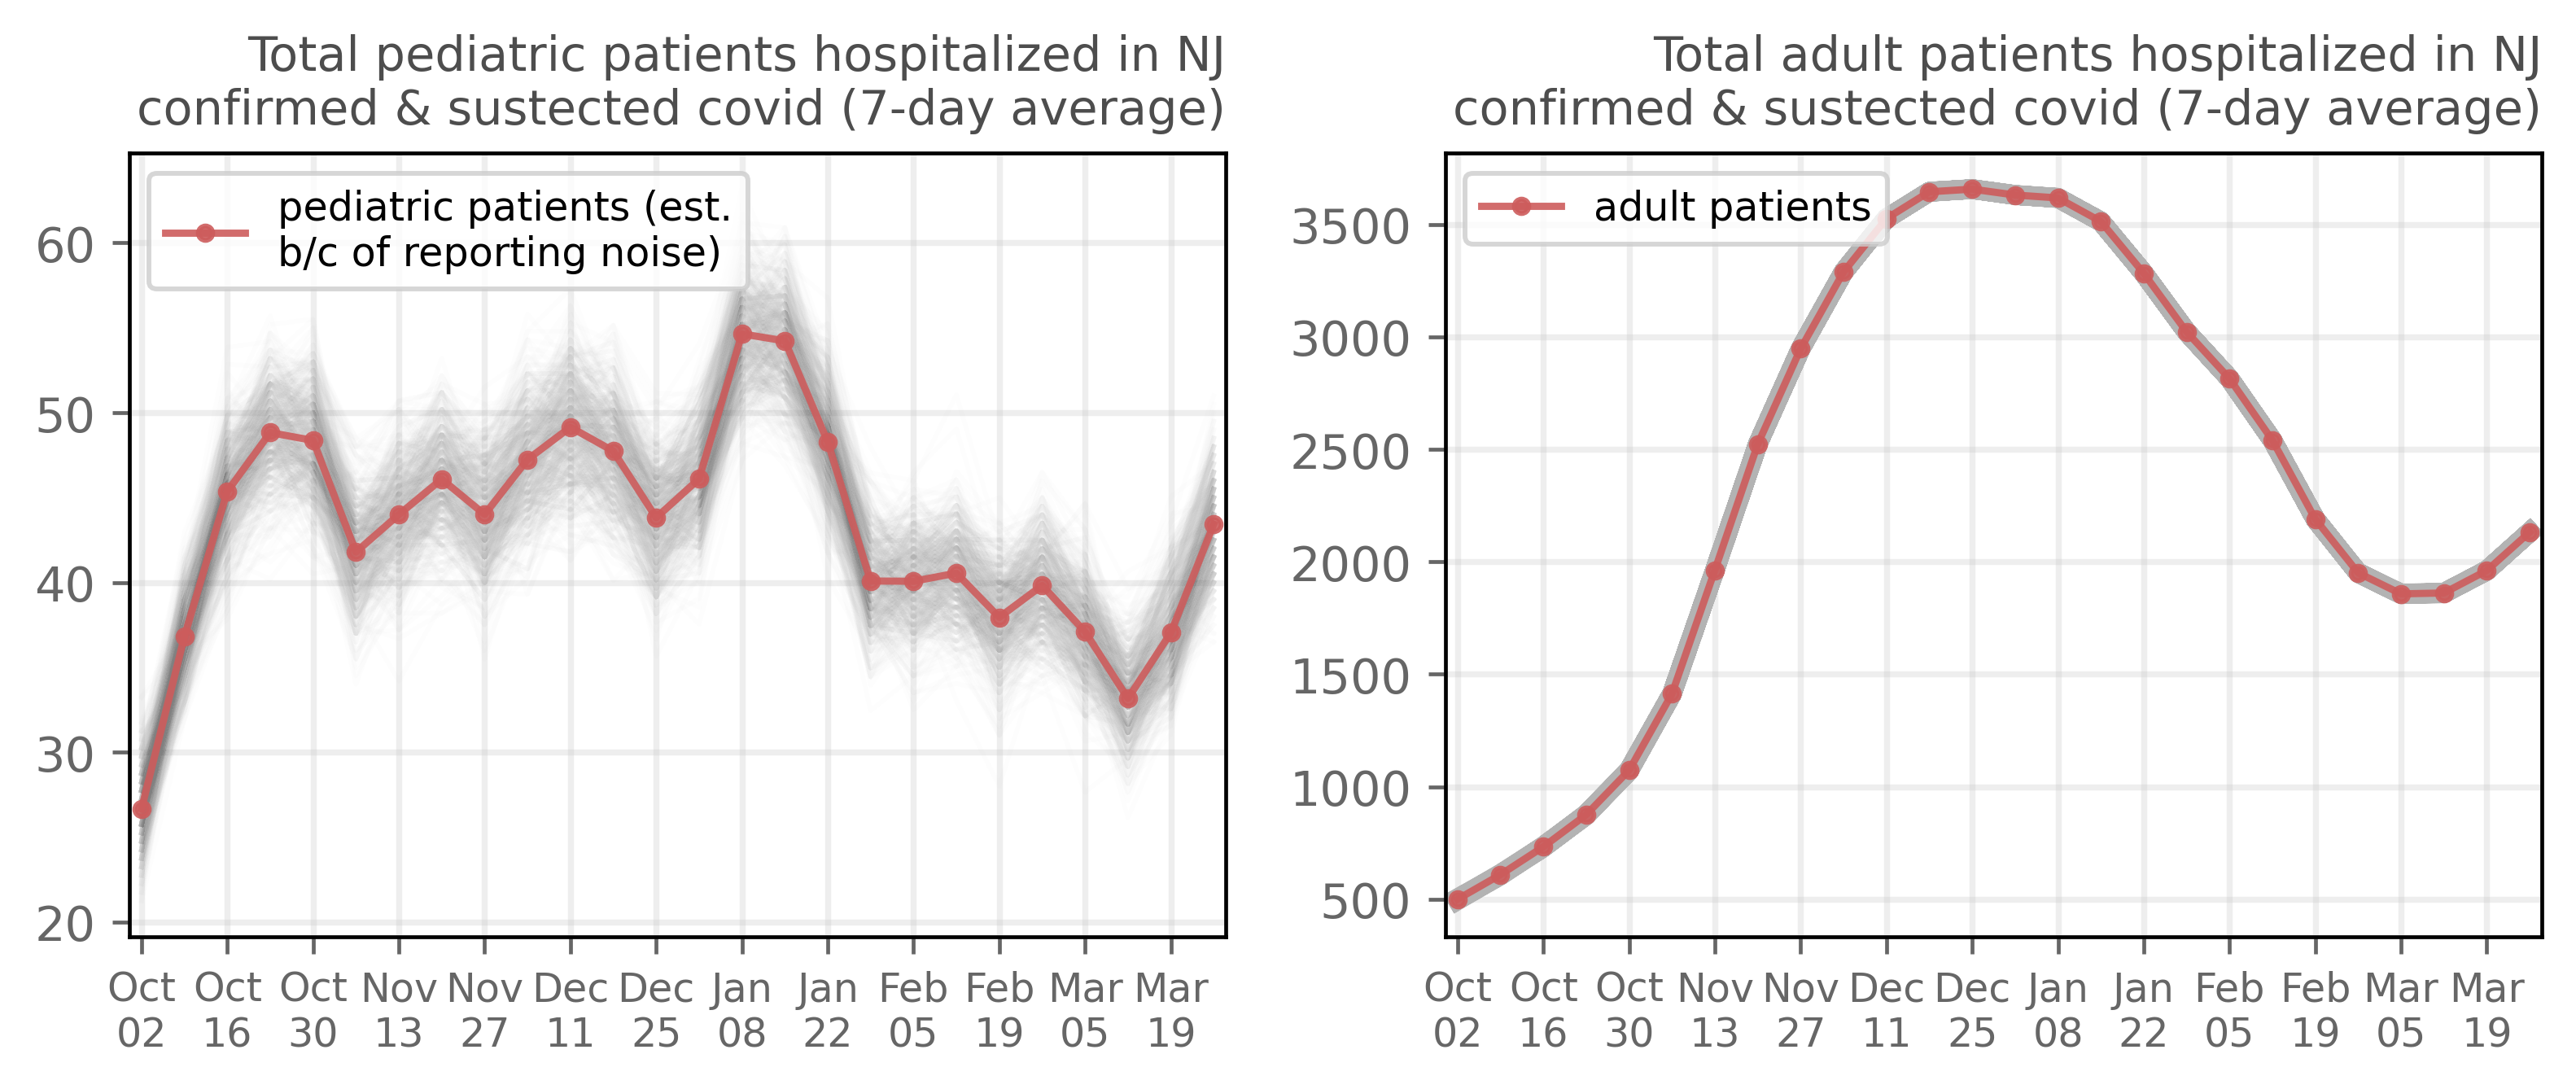 Total pediatric patients hospitalized in NJ
confirmed & sustected covid (7-day average)
pediatric patients (est.
b/c of reporting noise)
60
50
40
30
20
Oct Oct Oct Nov Nov Dec Dec Jan Jan Feb Feb Mar Mar
02 16 30 13 27 11 25 08 22 05 19 05 19
Total adult patients hospitalized in NJ
confirmed & sustected covid (7-day average)
adult patients
3500
3000
2500
2000
1500
1000
500
Oct Oct Oct Nov Nov Dec Dec Jan Jan Feb Feb Mar Mar
02 16 30 13 27 11 25 08 22 05 19 05 19